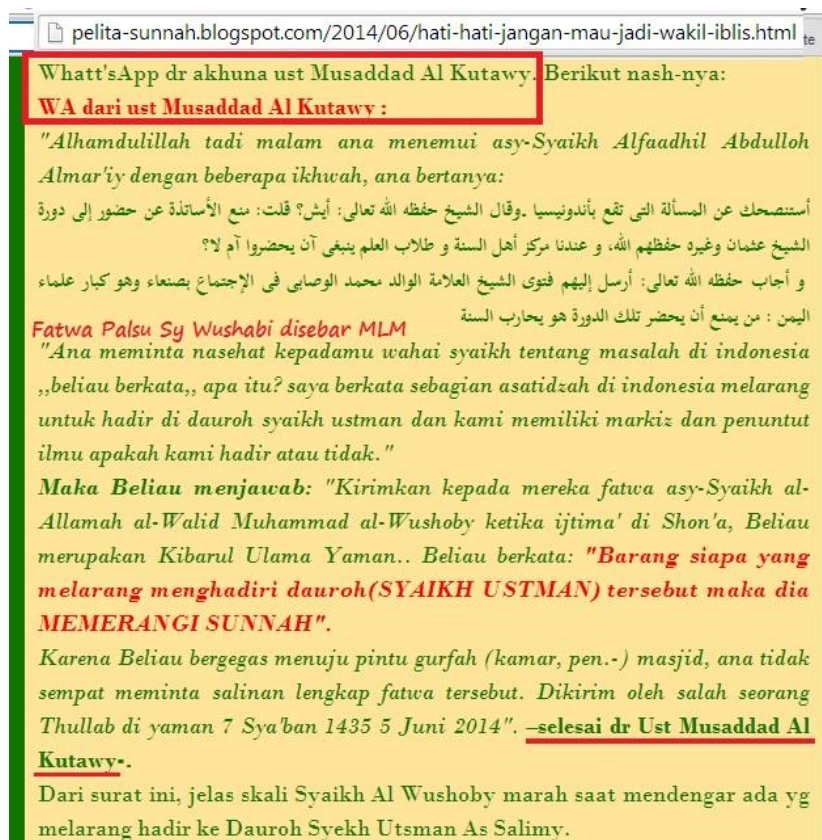 pelita-sunnah.blogspot.com/2014/06/hati-hati-jangan-mau-jadi-wakil-iblis.html
te
Whatt'sApp dr akhuna ust Musaddad Al Kutawy. Berikut nash-nya:
WA dari ust Musaddad Al Kutawy :
"Alhamdulillah tadi malam ana menemui asy-Syaikh Alfaadhil Abdulloh
Almar'iy dengan beberapa ikhwah, ana bertanya:
أستنصحك عن المسألة التى تقع بأندونيسيا .وقال الشيخ حفظه الله تعالى: أيش؟ قلت: منع الأساتذة عن حضور إلى دورة
الشيخ عثمان وغيره حفظهم الله، و عندنا مركز أهل السنة و طلاب العلم ينبغى آن يحضروا آم لا؟
و أجاب حفظه الله تعالى: أرسل إليهم فتوى الشيخ العلامة الوالد محمد الوصابى فى الإجتماع بصنعاء وهو كبار علماء
اليمن : من يمنع أن يحضر تلك الدورة هو يحارب السنة
Fatwa Palsu Sy Wushabi disebar MLM
"Ana meminta nasehat kepadamu wahai syaikh tentang masalah di indonesia
,,beliau berkata,, apa itu? saya berkata sebagian asatidzah di indonesia melarang
untuk hadir di dauroh syaikh ustman dan kami memiliki markiz dan penuntut
ilmu apakah kami hadir atau tidak."
Maka Beliau menjawab: "Kirimkan kepada mereka fatwa asy-Syaikh al-
Allamah al-Walid Muhammad al-Wushoby ketika ijtima' di Shon'a, Beliau
merupakan Kibarul Ulama Yaman.. Beliau berkata: "Barang siapa yang
melarang menghadiri dauroh(SYAIKH USTMAN) tersebut maka dia
MEMERANGI SUNNAH".
Karena Beliau bergegas menuju pintu gurfah (kamar, pen.-) masjid, ana tidak
sempat meminta salinan lengkap fatwa tersebut. Dikirim oleh salah seorang
Thullab di yaman 7 Sya'ban 1435 5 Juni 2014". –selesai dr Ust Musaddad Al
Kutawy-.
Dari surat ini, jelas skali Syaikh Al Wushoby marah saat mendengar ada yg
melarang hadir ke Dauroh Syekh Utsman As Salimy.